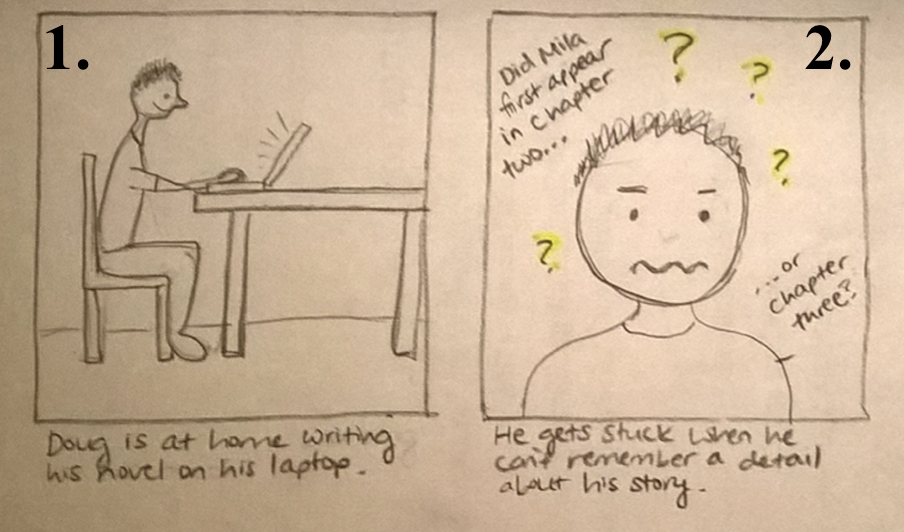 1.
Doug is at home writing
his novel on his laptop.
2.
Did Mila
first appear
in chapter
two...
?
?
?
?
...or
chapter
three?
He gets stuck when he
can't remember a detail
about his story.